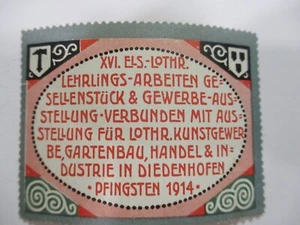 XVI. ELS.-LOTHR.
LEHRLINGS-ARBEITEN GE-
SELLENSTÜCK & GEWERBE-AUS-
STELLUNG·VERBUNDEN MIT AUS-
STELLUNG FÜR LOTHR. KUNSTGEWER
BE, GARTENBAU, HANDEL & IN-
DUSTRIE IN DIEDENHOFEN
·PFINGSTEN 1914·